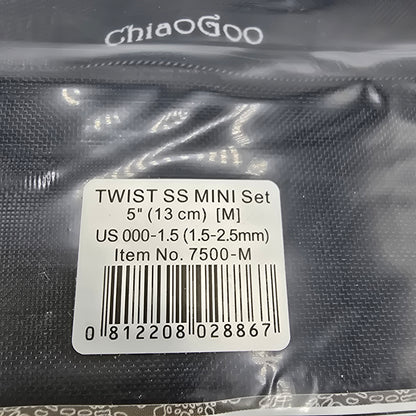 ChiaoGoo
TWIST SS MINI Set
5" (13 cm) [M]
US 000-1.5 (1.5-2.5mm)
Item No. 7500-M
0 812208 028867